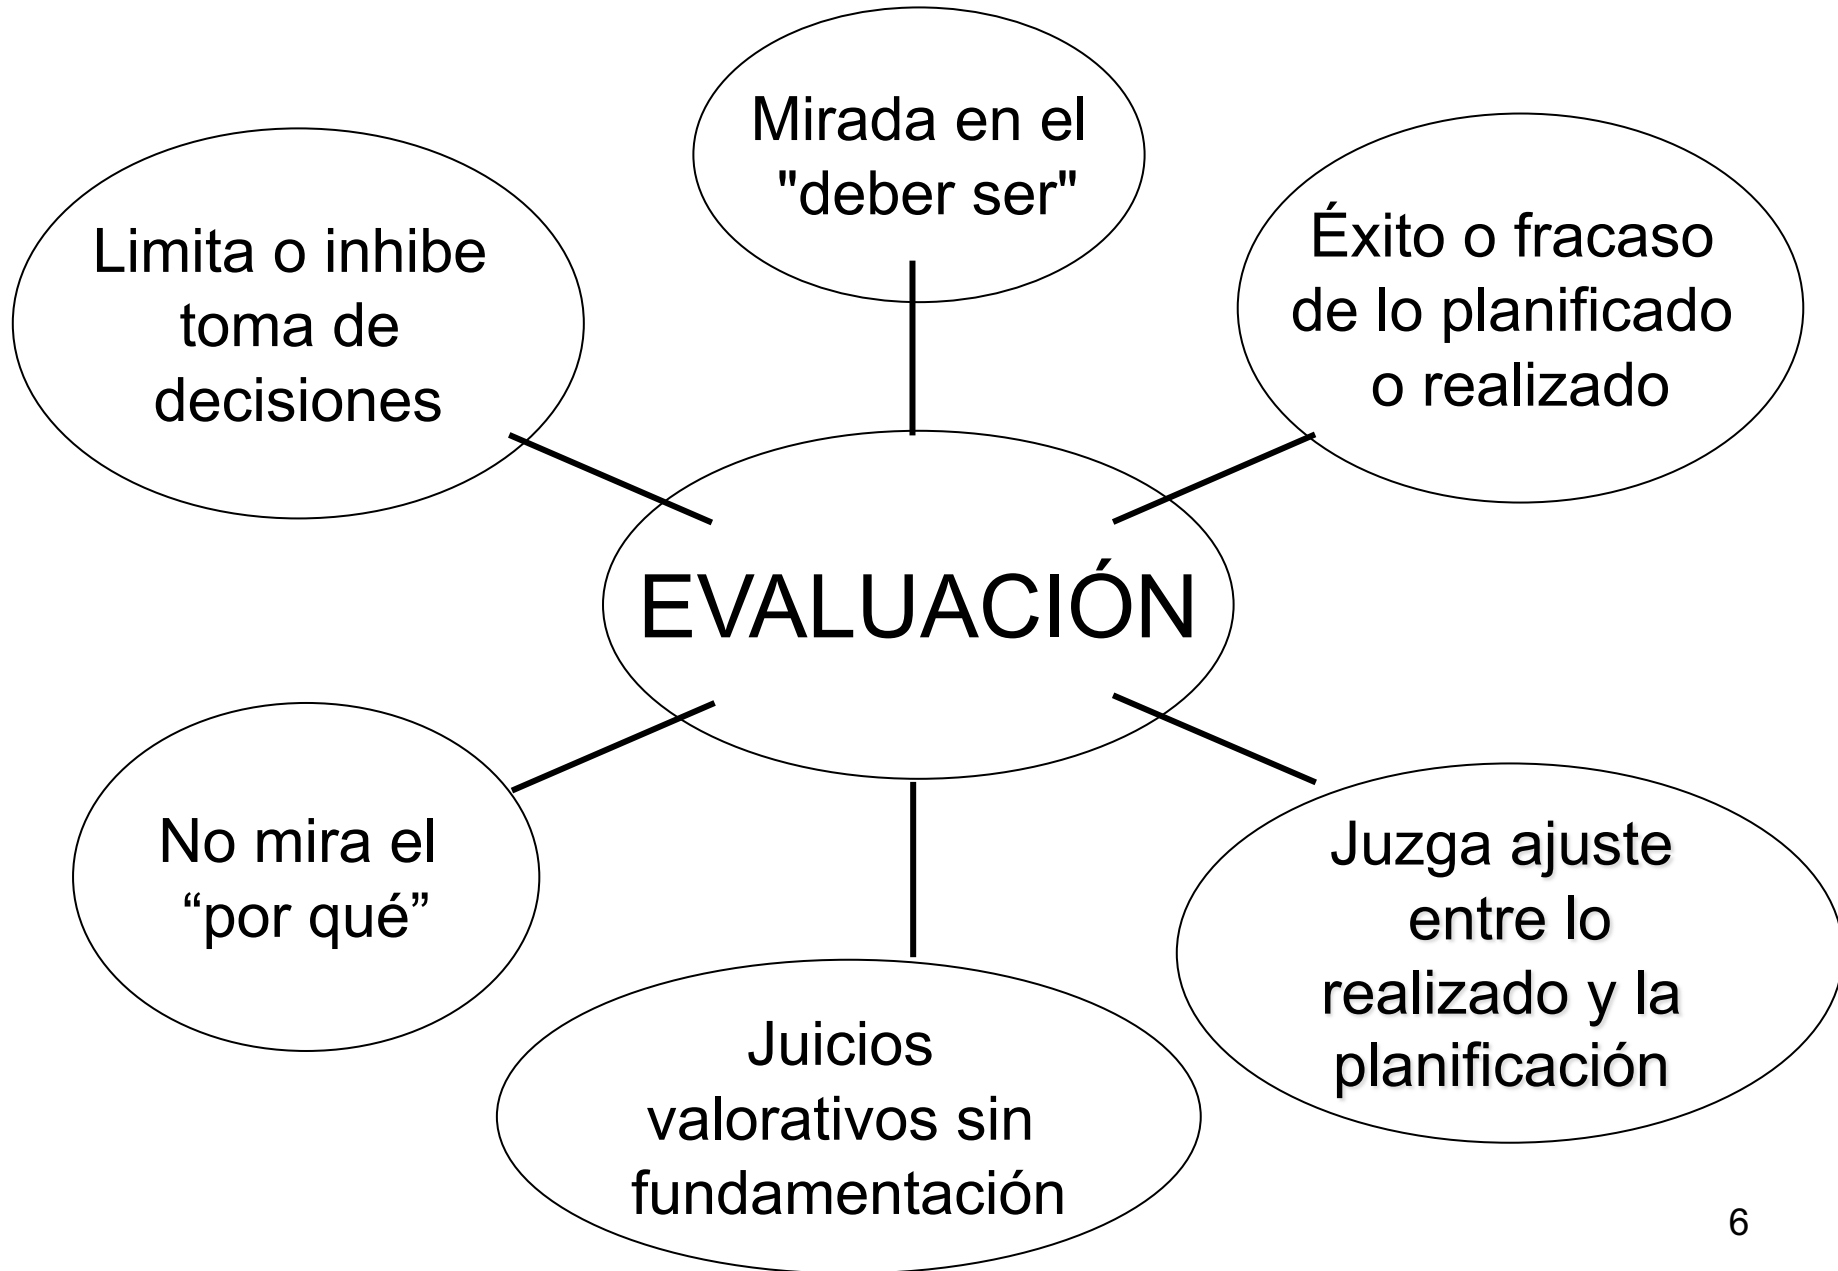 Mirada en el
"deber ser"
Limita o inhibe
toma de
decisiones
Éxito o fracaso
de lo planificado
o realizado
EVALUACIÓN
No mira el
“por qué”
Juzga ajuste
entre lo
realizado y la
planificación
Juicios
valorativos sin
fundamentación
6